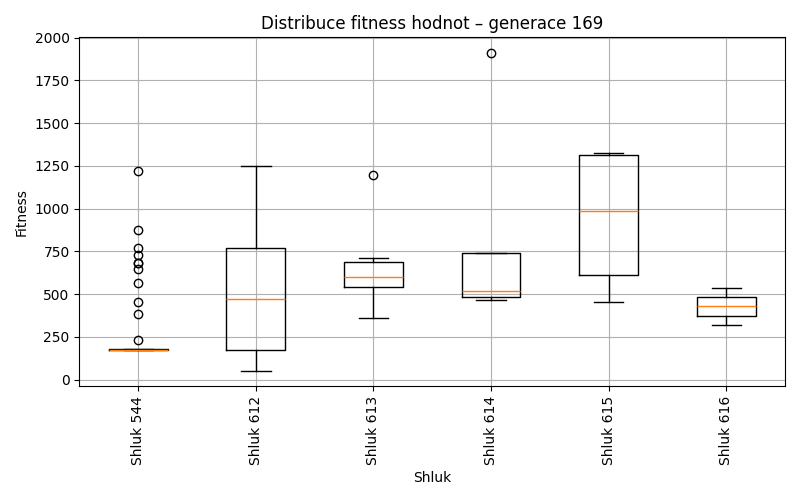 Distribuce fitness hodnot – generace 169
2000
1750
1500
1250
1000
750
500
250
0
Fitness
Shluk 544
Shluk 612
Shluk 613
Shluk 614
Shluk 615
Shluk 616
Shluk